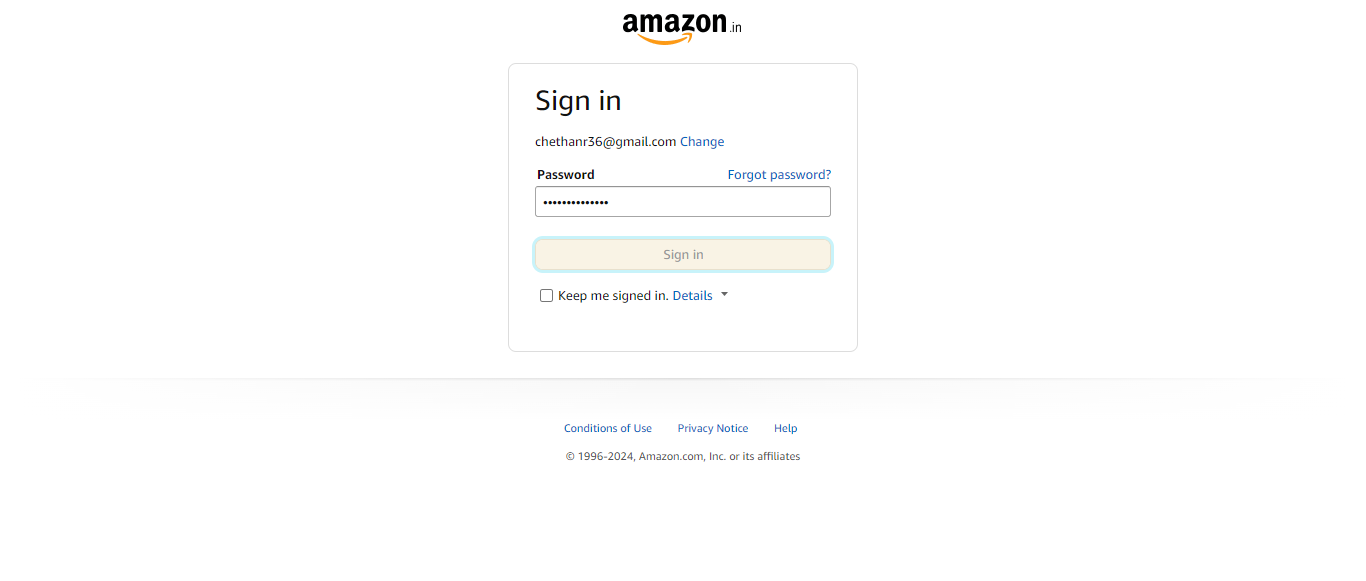 amazon.in
Sign in
chethanr36@gmail.com Change
Password Forgot password?
••••••••••••••
Sign in
Keep me signed in. Details
Conditions of Use Privacy Notice Help
© 1996-2024, Amazon.com, Inc. or its affiliates